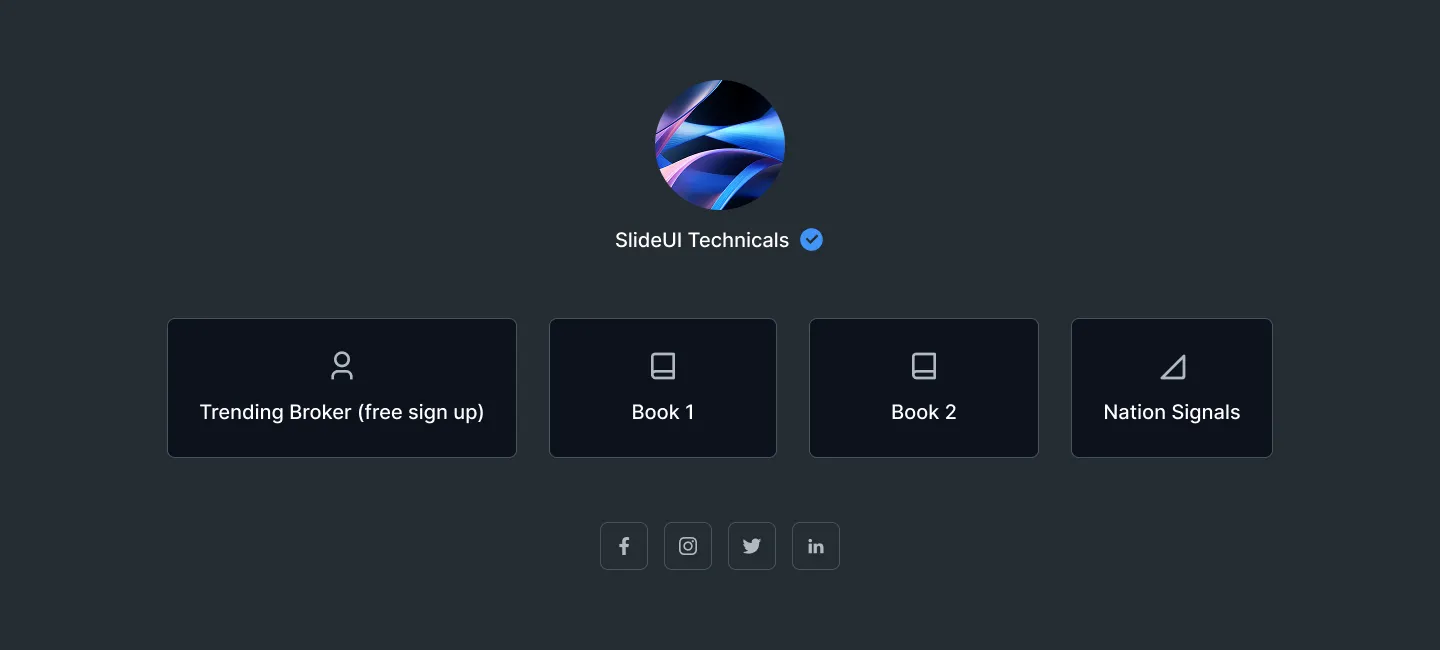 SlideUI Technicals
Trending Broker (free sign up)
Book 1
Book 2
Nation Signals